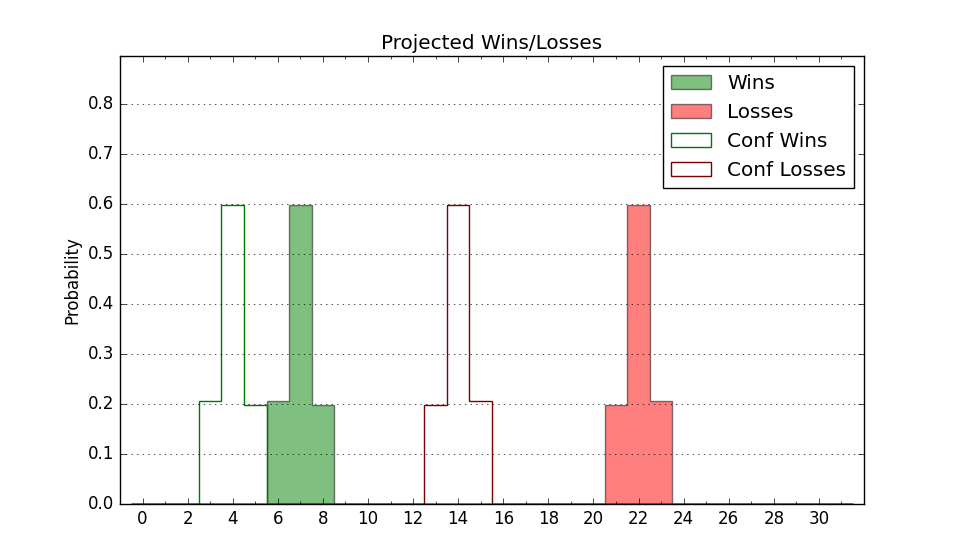 Projected Wins/Losses
Wins
Losses
Conf Wins
Conf Losses
Probability
0.8
0.7
0.6
0.5
0.4
0.3
0.2
0.1
0.0
0 2 4 6 8 10 12 14 16 18 20 22 24 26 28 30